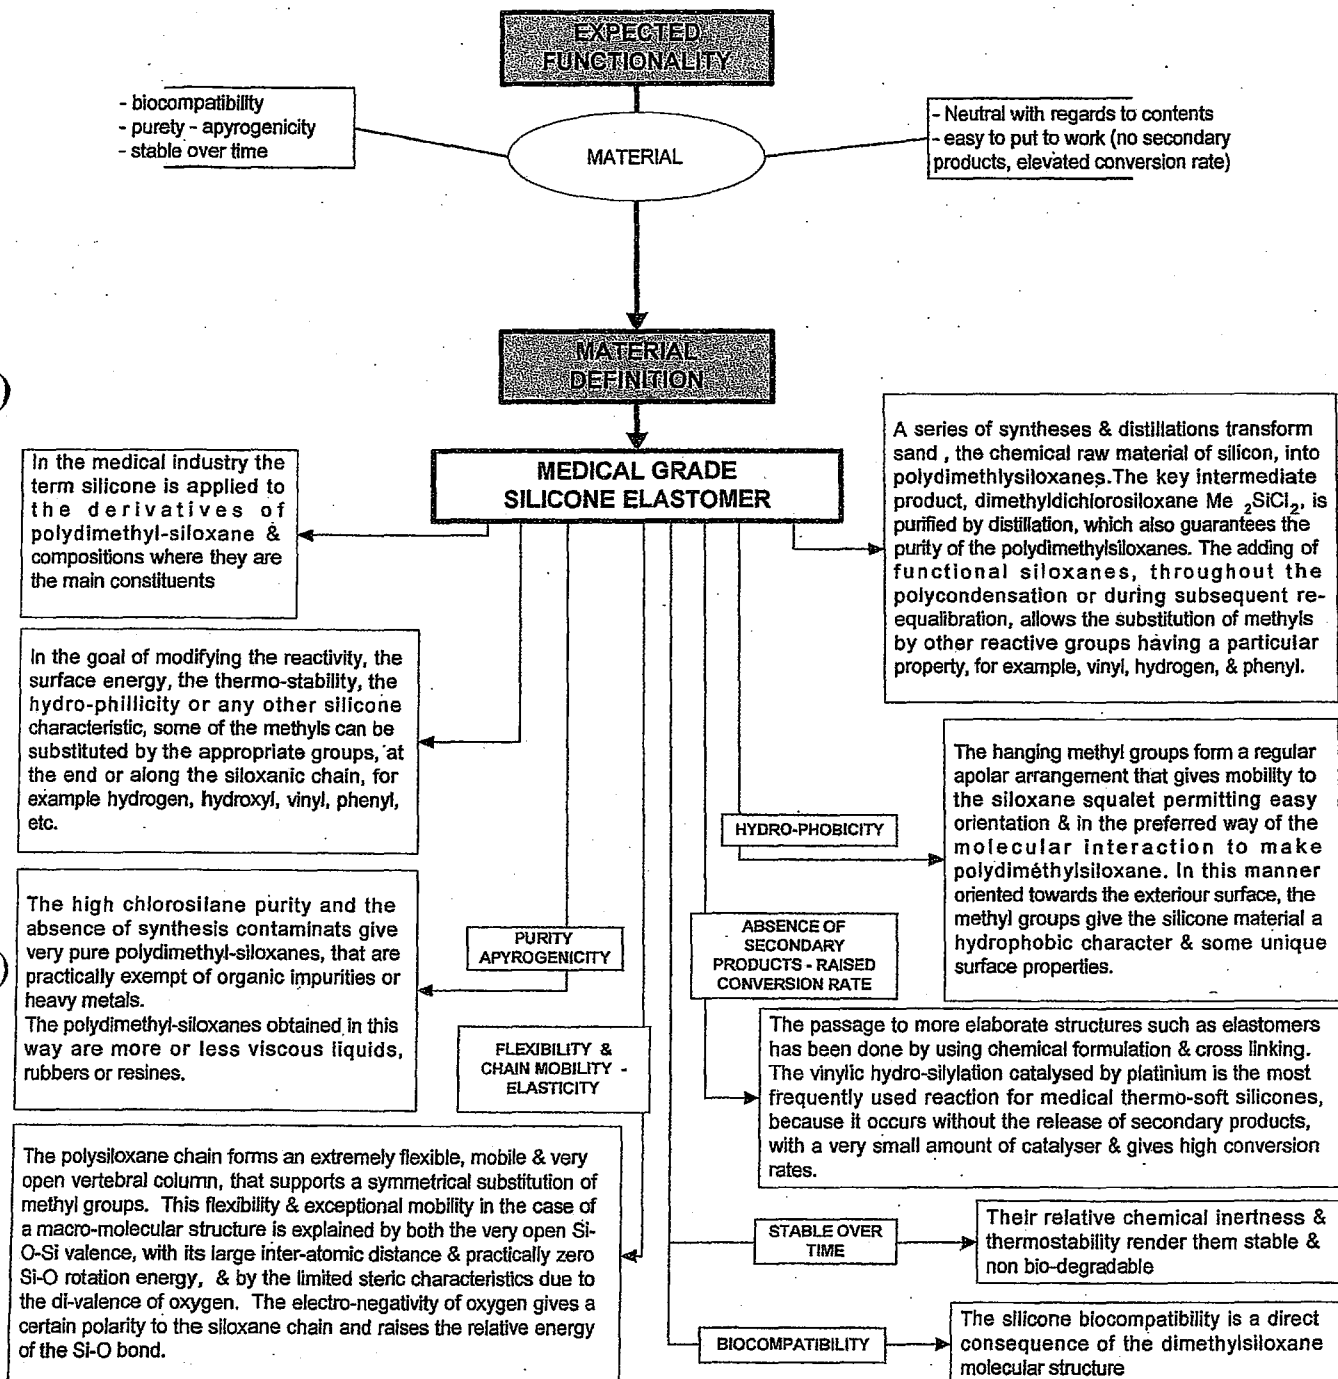 EXPECTED
FUNCTIONALITY
- biocompatibility
- purety - apyrogenicity
- stable over time
MATERIAL
- Neutral with regards to contents
- easy to put to work (no secondary
products, elevated conversion rate)
MATERIAL
DEFINITION
MEDICAL GRADE
SILICONE ELASTOMER
In the medical industry the
term silicone is applied to
the derivatives of
polydimethyl-siloxane &
compositions where they are
the main constituents
A series of syntheses & distillations transform
sand , the chemical raw material of silicon, into
polydimethlysiloxanes.The key intermediate
product, dimethyldichlorosiloxane Me ₂SiCl₂, is
purified by distillation, which also guarantees the
purity of the polydimethylsiloxanes. The adding of
functional siloxanes, throughout the
polycondensation or during subsequent re-
equalibration, allows the substitution of methyls
by other reactive groups having a particular
property, for example, vinyl, hydrogen, & phenyl.
In the goal of modifying the reactivity, the
surface energy, the thermo-stability, the
hydro-phillicity or any other silicone
characteristic, some of the methyls can be
substituted by the appropriate groups, at
the end or along the siloxanic chain, for
example hydrogen, hydroxyl, vinyl, phenyl,
etc.
HYDRO-PHOBICITY
The hanging methyl groups form a regular
apolar arrangement that gives mobility to
the siloxane squalet permitting easy
orientation & in the preferred way of the
molecular interaction to make
polydiméthylsiloxane. In this manner
oriented towards the exteriour surface, the
methyl groups give the silicone material a
hydrophobic character & some unique
surface properties.
The high chlorosilane purity and the
absence of synthesis contaminats give
very pure polydimethyl-siloxanes, that are
practically exempt of organic impurities or
heavy metals.
The polydimethyl-siloxanes obtained in this
way are more or less viscous liquids,
rubbers or resines.
PURITY
APYROGENICITY
ABSENCE OF
SECONDARY
PRODUCTS - RAISED
CONVERSION RATE
FLEXIBILITY &
CHAIN MOBILITY -
ELASTICITY
The passage to more elaborate structures such as elastomers
has been done by using chemical formulation & cross linking.
The vinylic hydro-silylation catalysed by platinium is the most
frequently used reaction for medical thermo-soft silicones,
because it occurs without the release of secondary products,
with a very small amount of catalyser & gives high conversion
rates.
The polysiloxane chain forms an extremely flexible, mobile & very
open vertebral column, that supports a symmetrical substitution of
methyl groups. This flexibility & exceptional mobility in the case of
a macro-molecular structure is explained by both the very open Si-
O-Si valence, with its large inter-atomic distance & practically zero
Si-O rotation energy, & by the limited steric characteristics due to
the di-valence of oxygen. The electro-negativity of oxygen gives a
certain polarity to the siloxane chain and raises the relative energy
of the Si-O bond.
STABLE OVER
TIME
Their relative chemical inertness &
thermostability render them stable &
non bio-degradable
BIOCOMPATIBILITY
The silicone biocompatibility is a direct
consequence of the dimethylsiloxane
molecular structure